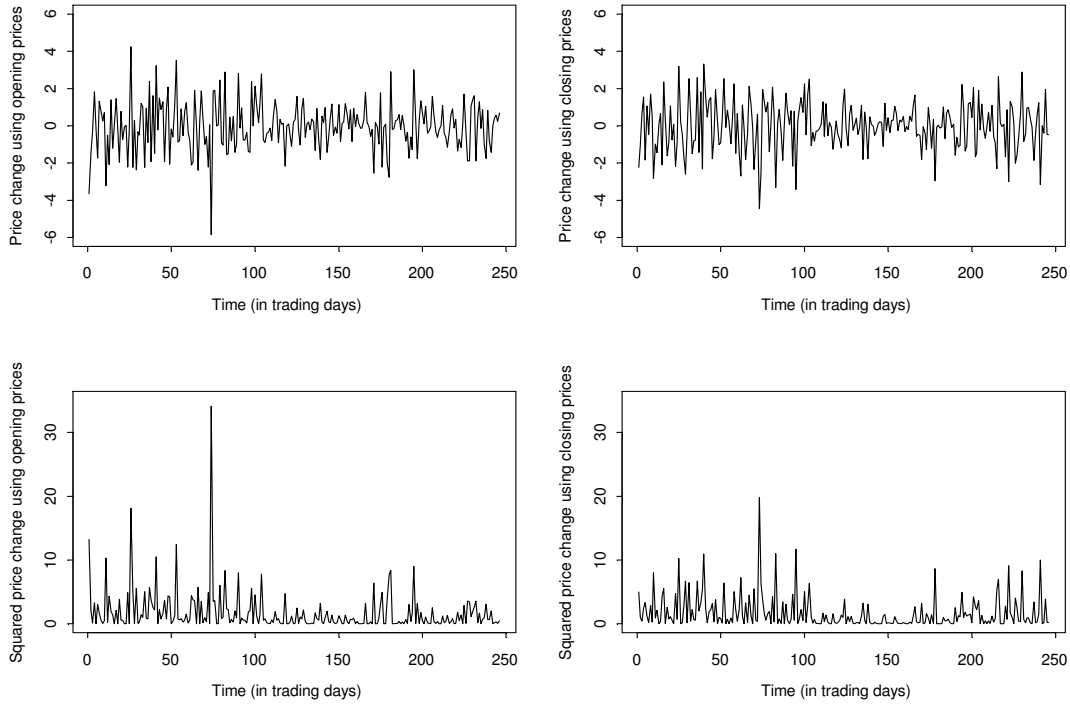 Price change using opening prices
6
4
2
0
-2
-4
-6
0 50 100 150 200 250
Time (in trading days)
Price change using closing prices
6
4
2
0
-2
-4
-6
0 50 100 150 200 250
Time (in trading days)
Squared price change using opening prices
30
20
10
0
0 50 100 150 200 250
Time (in trading days)
Squared price change using closing prices
30
20
10
0
0 50 100 150 200 250
Time (in trading days)